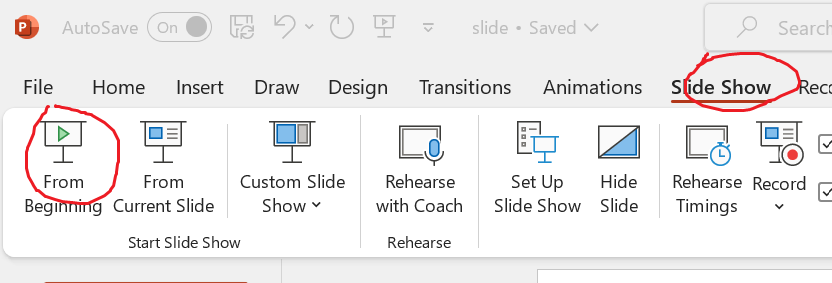 P AutoSave On slide • Saved Search
File Home Insert Draw Design Transitions Animations Slide Show Reco
From Beginning
From Current Slide
Custom Slide Show
Rehearse with Coach
Set Up Slide Show
Hide Slide
Rehearse Timings
Record
Start Slide Show Rehearse